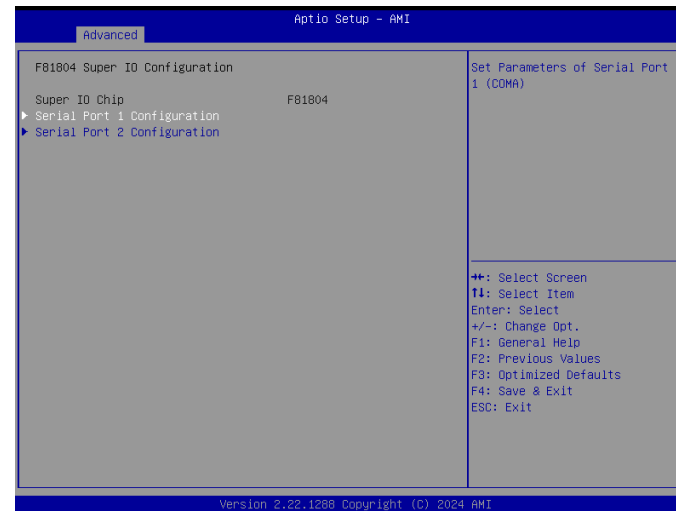 Aptio Setup – AMI
Advanced
F81804 Super IO Configuration
Super IO Chip F81804
Serial Port 1 Configuration
Serial Port 2 Configuration
Set Parameters of Serial Port
1 (COMA)
→←: Select Screen
↑↓: Select Item
Enter: Select
+/-: Change Opt.
F1: General Help
F2: Previous Values
F3: Optimized Defaults
F4: Save & Exit
ESC: Exit
Version 2.22.1288 Copyright (C) 2024 AMI